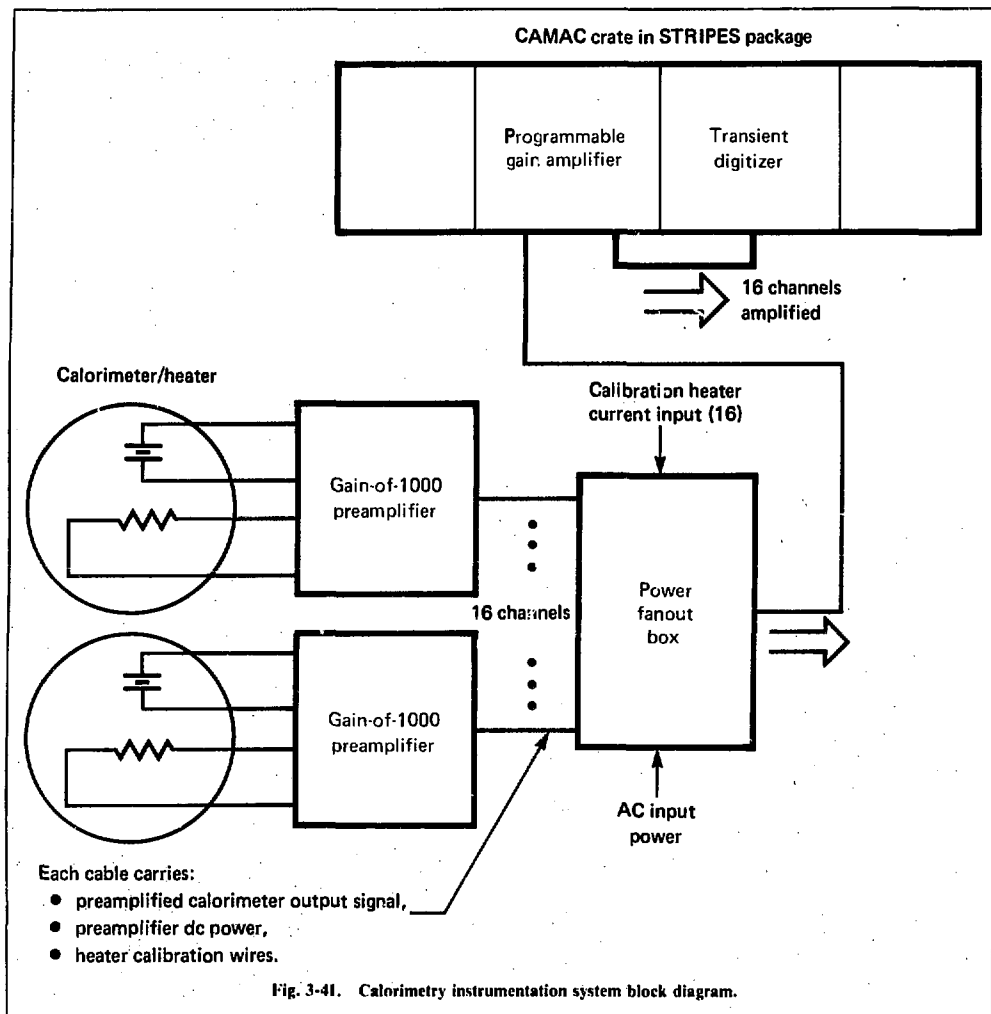 CAMAC crate in STRIPES package
Programmable
gain amplifier
Transient
digitizer
16 channels
amplified
Calorimeter/heater
Calibration heater
current input (16)
Gain-of-1000
preamplifier
16 channels
Power
fanout
box
Gain-of-1000
preamplifier
AC input
power
Each cable carries:
● preamplified calorimeter output signal,
● preamplifier dc power,
● heater calibration wires.
Fig. 3-41. Calorimetry instrumentation system block diagram.